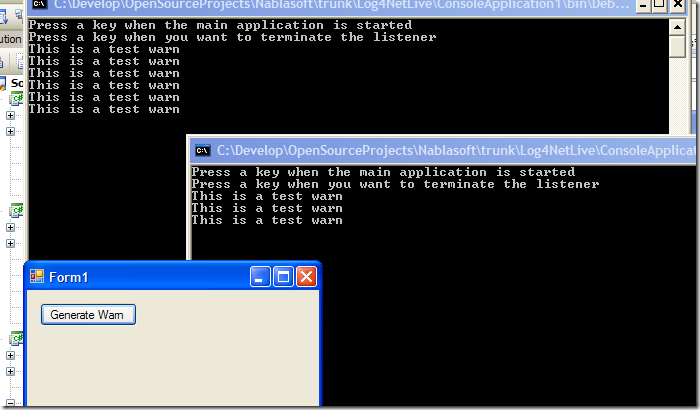 C:\Develop\OpenSourceProjects\Nablasoft\trunk\Log4NetLive\ConsoleApplication1\bin\Deb...
Press a key when the main application is started
Press a key when you want to terminate the listener
This is a test warn
This is a test warn
This is a test warn
This is a test warn
This is a test warn
This is a test warn
C:\Develop\OpenSourceProjects\Nablasoft\trunk\Log4NetLive\ConsoleApplication
Press a key when the main application is started
Press a key when you want to terminate the listener
This is a test warn
This is a test warn
This is a test warn
Form1
Generate Warn